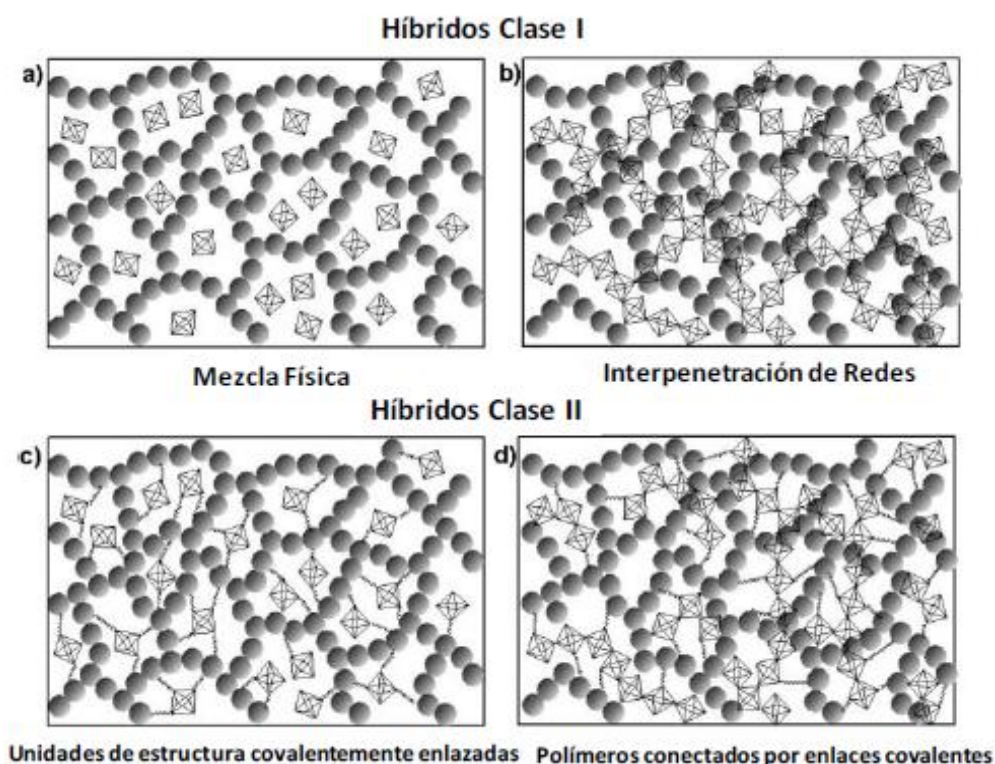 Híbridos Clase I
a)
b)
Mezcla Física
Interpenetración de Redes
Híbridos Clase II
c)
d)
Unidades de estructura covalentemente enlazadas
Polímeros conectados por enlaces covalentes